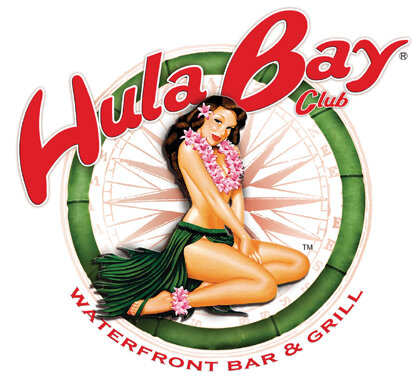 Hula Bay®
Club
TM
WATERFRONT BAR & GRILL